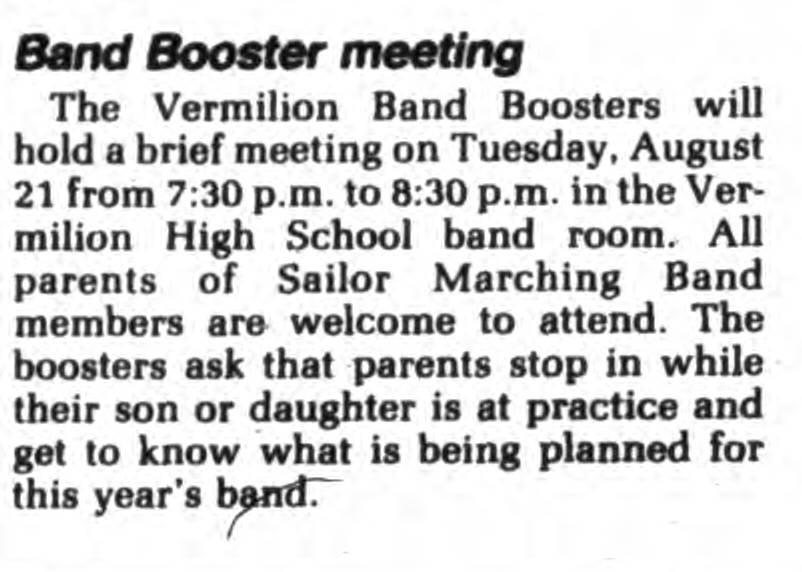 Band Booster meeting
The Vermilion Band Boosters will
hold a brief meeting on Tuesday, August
21 from 7:30 p.m. to 8:30 p.m. in the Ver-
milion High School band room. All
parents of Sailor Marching Band
members are welcome to attend. The
boosters ask that parents stop in while
their son or daughter is at practice and
get to know what is being planned for
this year's band.